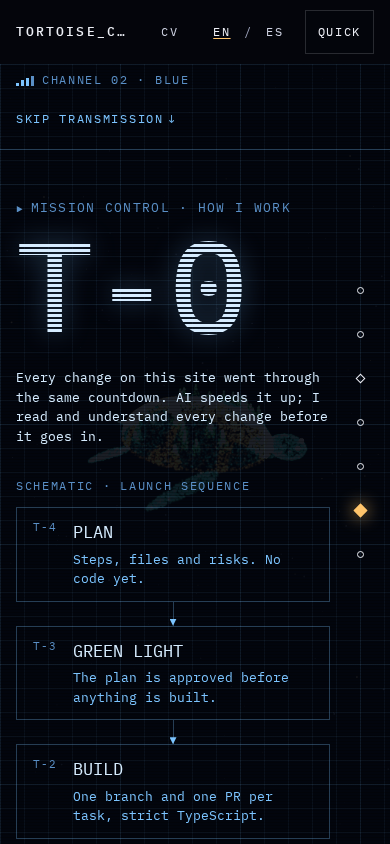 TORTOISE_C…
CV
EN / ES
QUICK
CHANNEL 02 · BLUE
SKIP TRANSMISSION ↓
▶ MISSION CONTROL · HOW I WORK
T-0
Every change on this site went through
the same countdown. AI speeds it up; I
read and understand every change before
it goes in.
SCHEMATIC · LAUNCH SEQUENCE
T-4
PLAN
Steps, files and risks. No
code yet.
T-3
GREEN LIGHT
The plan is approved before
anything is built.
T-2
BUILD
One branch and one PR per
task, strict TypeScript.